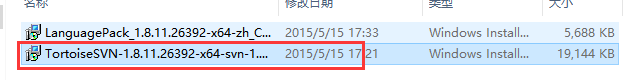 名称 修改日期 类型 大小
LanguagePack_1.8.11.26392-x64-zh_C... 2015/5/15 17:33 Windows Install... 5,688 KB
TortoiseSVN-1.8.11.26392-x64-svn-1.... 2015/5/15 17:21 Windows Install... 19,144 KB